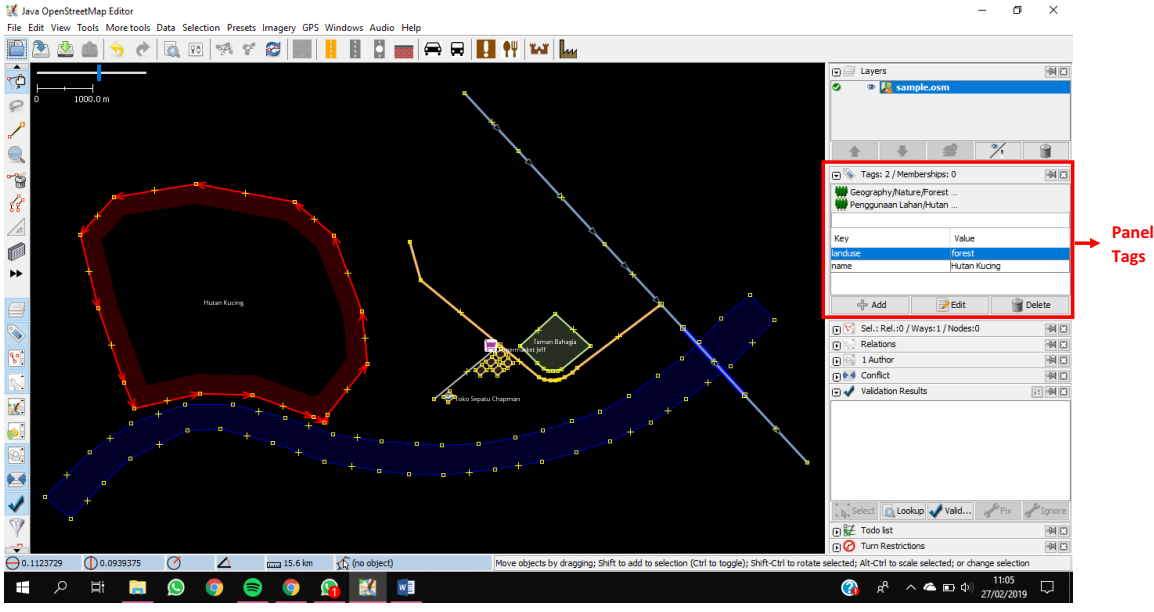 Java OpenStreetMap Editor
File Edit View Tools More tools Data Selection Presets Imagery GPS Windows Audio Help
0 1000.0 m
Layers
sample.osm
Tags: 2 / Memberships: 0
Geography/Nature/Forest ...
Penggunaan Lahan/Hutan ...
Key Value
landuse forest
name Hutan Kucing
Add Edit Delete
Panel
Tags
Hutan Kucing
Taman Bahagia
Supermarket Jeff
Toko Sepatu Chapman
Sel.: Rel.:0 / Ways:1 / Nodes:0
Relations
1 Author
Conflict
Validation Results
Select Lookup Valid... Fix Ignore
Todo list
Turn Restrictions
0.1123729 0.0939375 15.6 km (no object) Move objects by dragging; Shift to add to selection (Ctrl to toggle); Shift-Ctrl to rotate selected; Alt-Ctrl to scale selected; or change selection
11:05
27/02/2019